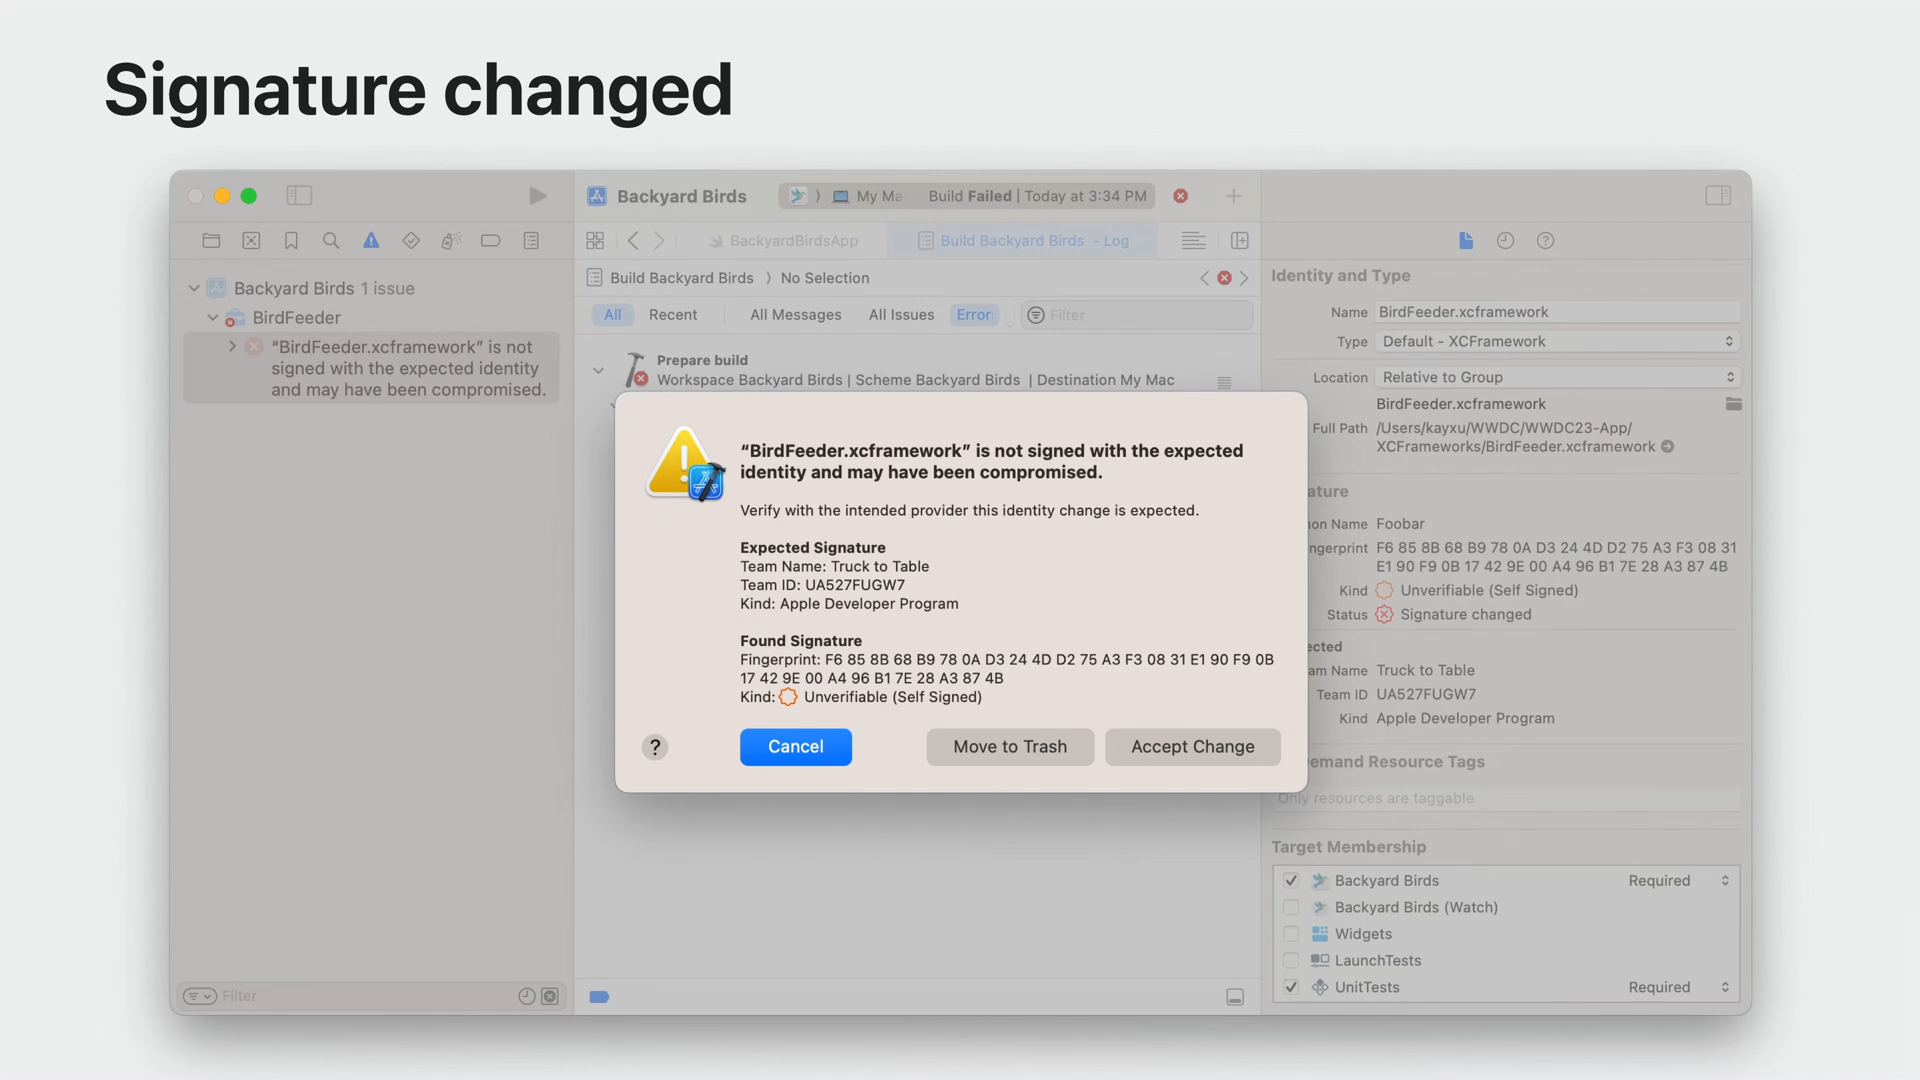 Signature changed
Backyard Birds
My Ma
Build Failed | Today at 3:34 PM
BackyardBirdsApp
Build Backyard Birds - Log
Backyard Birds 1 issue
BirdFeeder
“BirdFeeder.xcframework” is not
signed with the expected identity
and may have been compromised.
Filter
Build Backyard Birds 〉 No Selection
All
Recent
All Messages
All Issues
Error
Filter
Prepare build
Workspace Backyard Birds | Scheme Backyard Birds | Destination My Mac
“BirdFeeder.xcframework” is not signed with the expected
identity and may have been compromised.
Verify with the intended provider this identity change is expected.
Expected Signature
Team Name: Truck to Table
Team ID: UA527FUGW7
Kind: Apple Developer Program
Found Signature
Fingerprint: F6 85 8B 68 B9 78 0A D3 24 4D D2 75 A3 F3 08 31 E1 90 F9 0B
17 42 9E 00 A4 96 B1 7E 28 A3 87 4B
Kind: Unverifiable (Self Signed)
?
Cancel
Move to Trash
Accept Change
Identity and Type
Name BirdFeeder.xcframework
Type Default - XCFramework
Location Relative to Group
BirdFeeder.xcframework
Full Path /Users/kayxu/WWDC/WWDC23-App/
XCFrameworks/BirdFeeder.xcframework
ature
non Name Foobar
ngerprint F6 85 8B 68 B9 78 0A D3 24 4D D2 75 A3 F3 08 31
E1 90 F9 0B 17 42 9E 00 A4 96 B1 7E 28 A3 87 4B
Kind Unverifiable (Self Signed)
Status Signature changed
ected
am Name Truck to Table
Team ID UA527FUGW7
Kind Apple Developer Program
emand Resource Tags
Only resources are taggable
Target Membership
Backyard Birds Required
Backyard Birds (Watch)
Widgets
LaunchTests
UnitTests Required